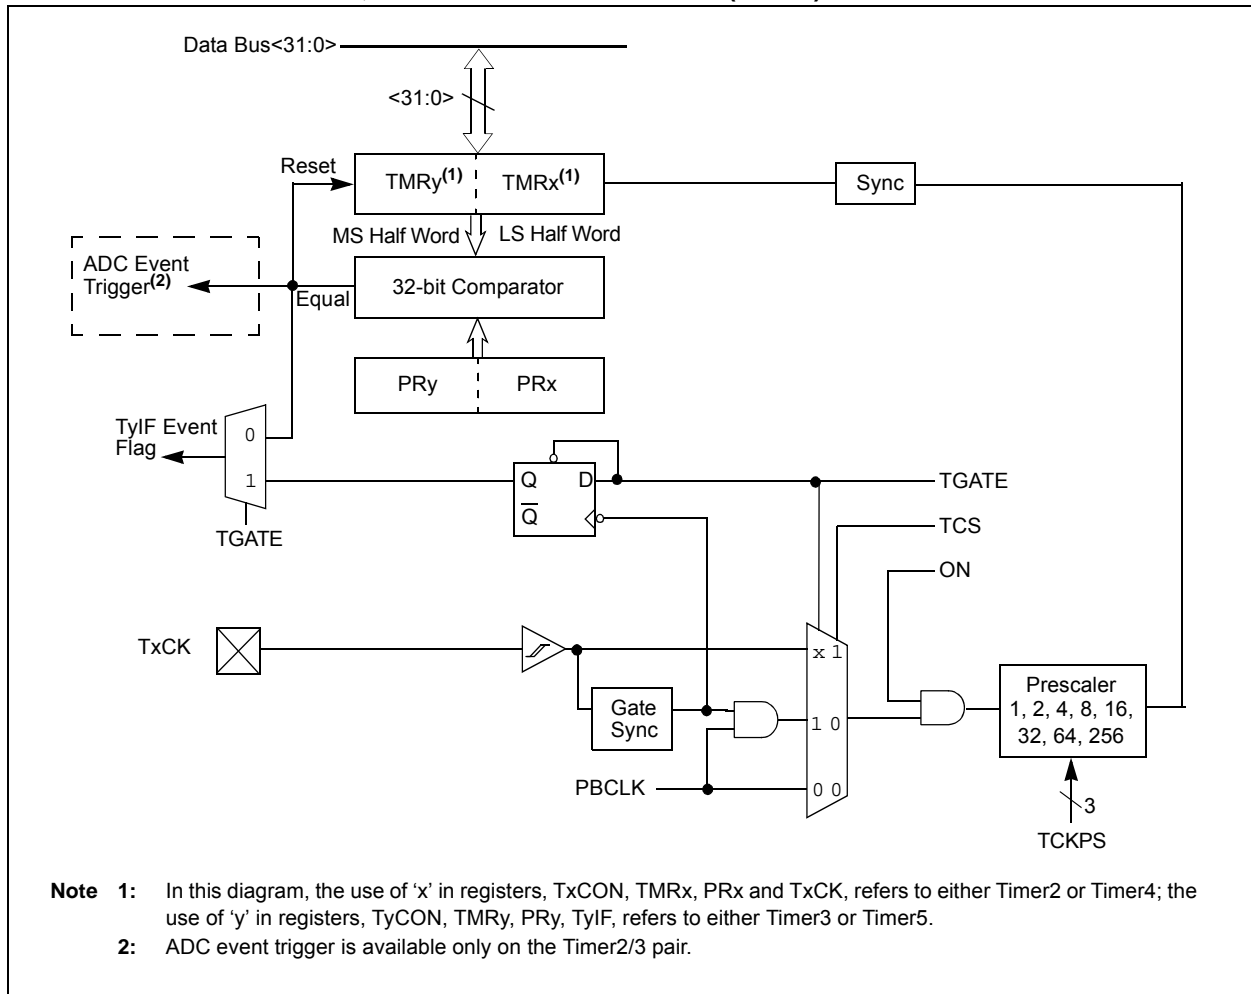 Data Bus<31:0>
<31:0>
Reset
TMRy(1)
TMRx(1)
Sync
MS Half Word
LS Half Word
ADC Event
Trigger(2)
Equal
32-bit Comparator
PRy
PRx
TyIF Event
Flag
0
1
TGATE
Q
D
Q
TGATE
TCS
ON
TxCK
x 1
Gate
Sync
1 0
Prescaler
1, 2, 4, 8, 16,
32, 64, 256
PBCLK
0 0
3
TCKPS
Note 1: In this diagram, the use of ‘x’ in registers, TxCON, TMRx, PRx and TxCK, refers to either Timer2 or Timer4; the
use of ‘y’ in registers, TyCON, TMRy, PRy, TyIF, refers to either Timer3 or Timer5.
2: ADC event trigger is available only on the Timer2/3 pair.